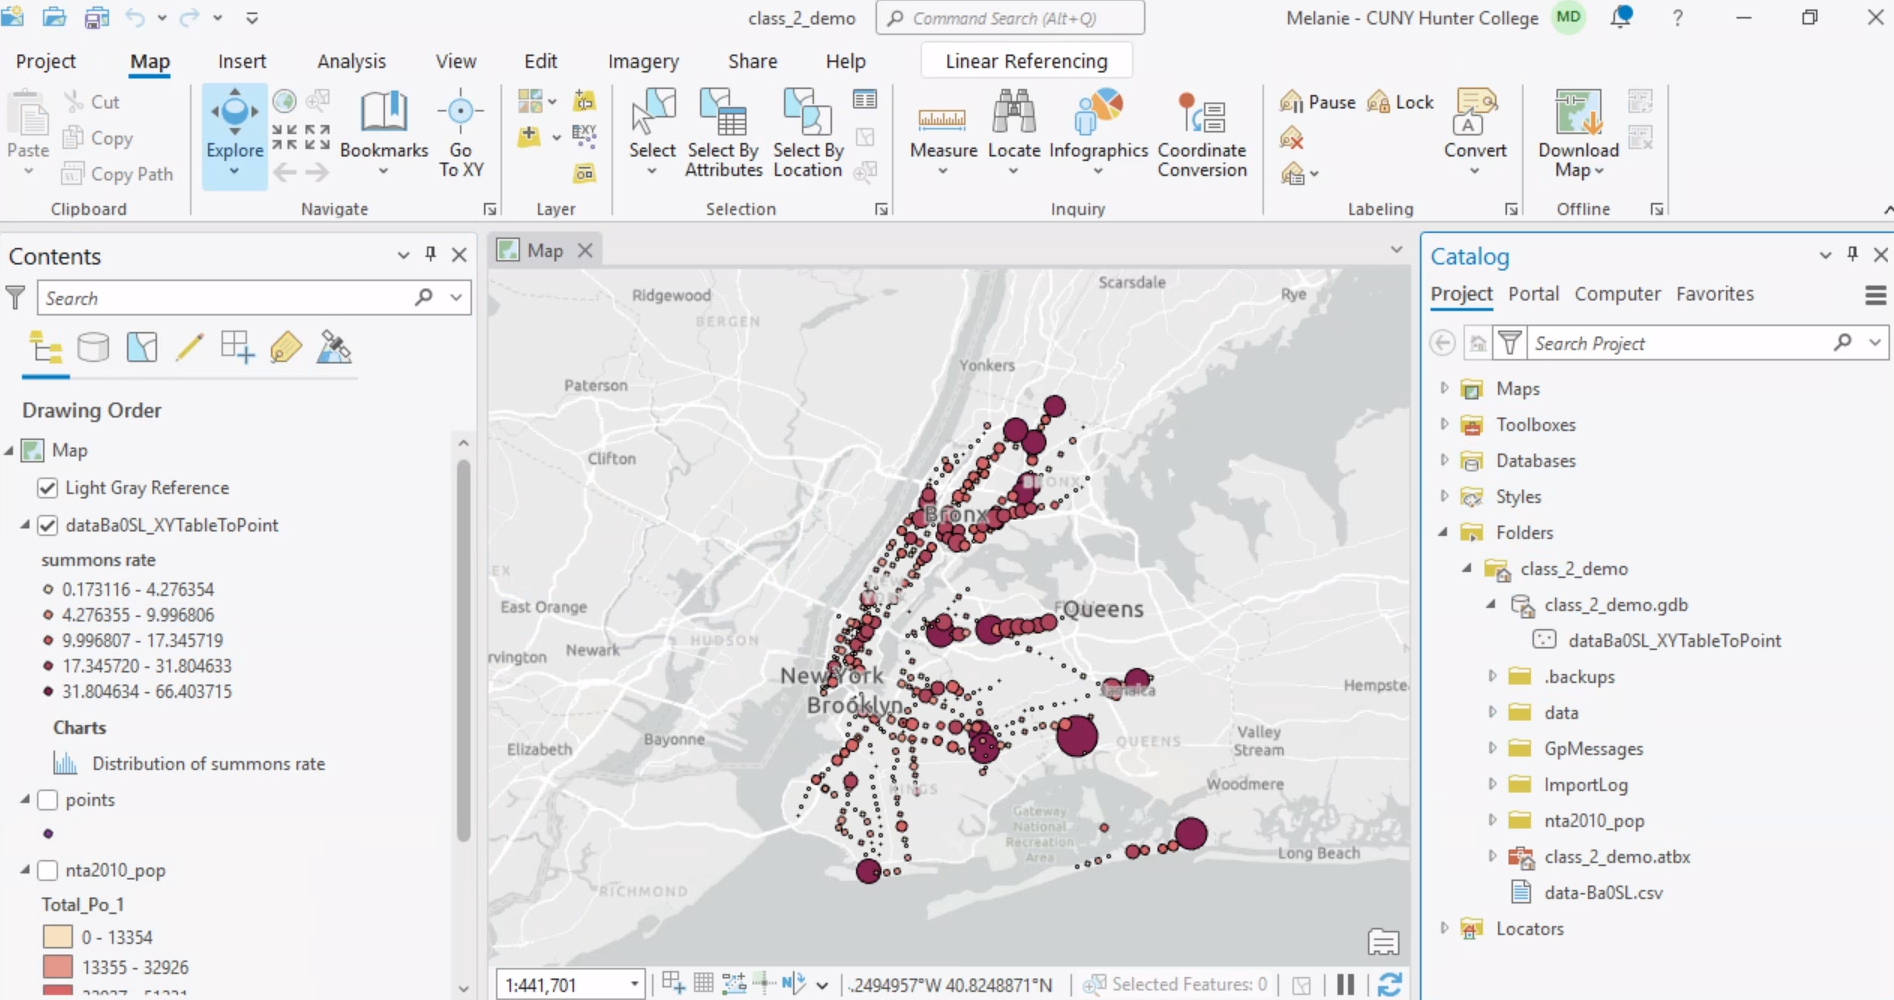 class_2_demo
Command Search (Alt+Q)
Melanie - CUNY Hunter College
MD
?
Project
Map
Insert
Analysis
View
Edit
Imagery
Share
Help
Linear Referencing
Paste
Cut
Copy
Copy Path
Clipboard
Explore
Bookmarks
Go
To XY
Navigate
Layer
Select
Select By
Attributes
Select By
Location
Selection
Measure
Locate
Infographics
Coordinate
Conversion
Inquiry
Pause
Lock
Convert
Labeling
Download
Map
Offline
Contents
Search
Drawing Order
Map
Light Gray Reference
dataBa0SL_XYTableToPoint
summons rate
0.173116 - 4.276354
4.276355 - 9.996806
9.996807 - 17.345719
17.345720 - 31.804633
31.804634 - 66.403715
Charts
Distribution of summons rate
points
nta2010_pop
Total_Po_1
0 - 13354
13355 - 32926
Map
Scarsdale
Ridgewood
Rye
BERGEN
Yonkers
Paterson
Clifton
BRONX
Bronx
EX
NEW
YORK
East Orange
Queens
HUDSON
Newark
rvington
New York
Brooklyn
Jamaica
Hempste
Elizabeth
Bayonne
QUEENS
Valley
Stream
KINGS
Woodmere
Gateway
National
Recreation
Area
Long Beach
RICHMOND
1:441,701
.2494957°W 40.8248871°N
Selected Features: 0
Catalog
Project
Portal
Computer
Favorites
Search Project
Maps
Toolboxes
Databases
Styles
Folders
class_2_demo
class_2_demo.gdb
dataBa0SL_XYTableToPoint
.backups
data
GpMessages
ImportLog
nta2010_pop
class_2_demo.atbx
data-Ba0SL.csv
Locators